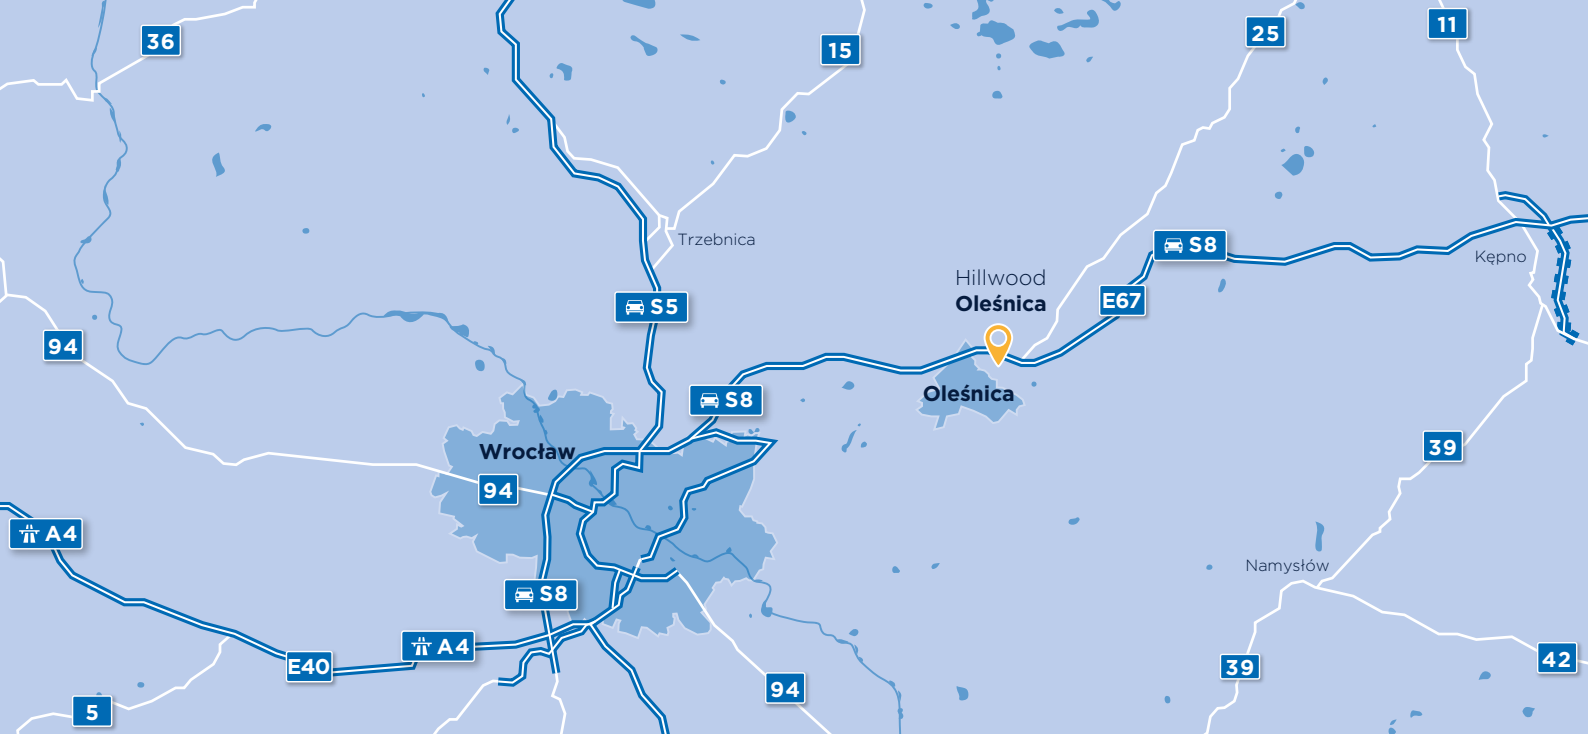 11
25
36
15
Trzebnica
S8
Kępno
Hillwood
Oleśnica
E67
S5
94
Oleśnica
S8
Wrocław
39
94
A4
Namysłów
S8
A4
42
E40
39
94
5